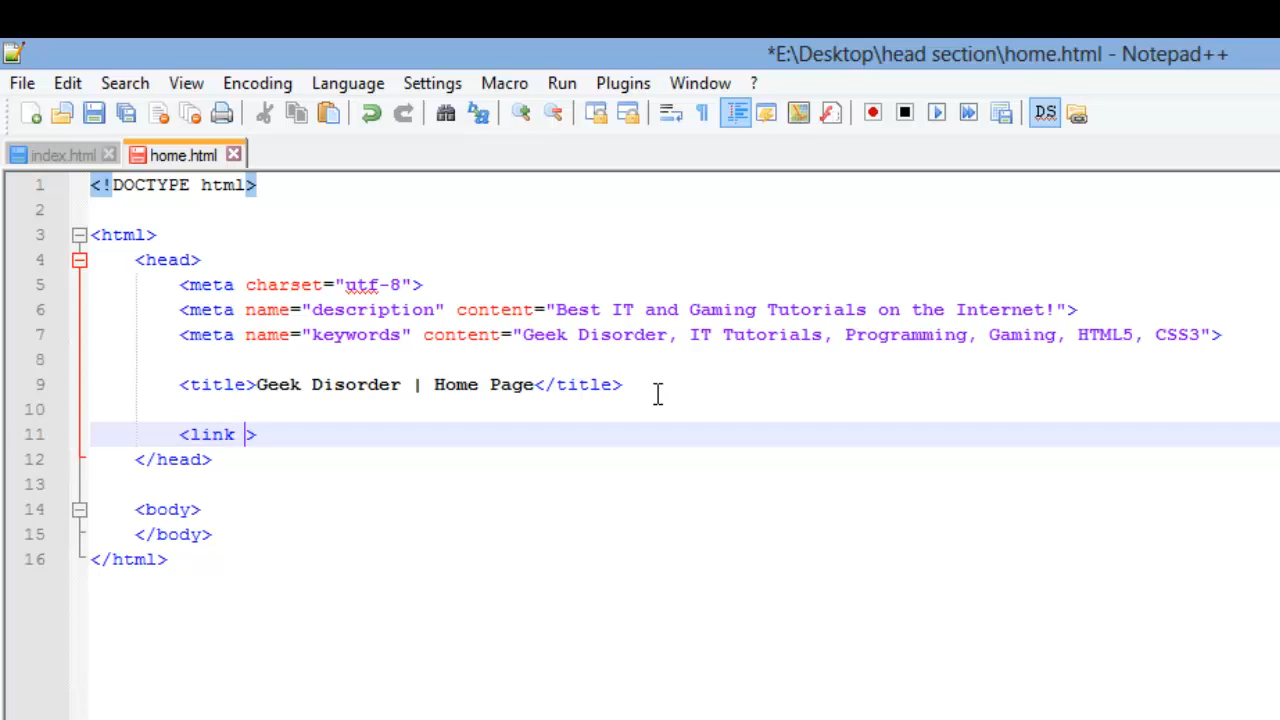 *E:\Desktop\head section\home.html - Notepad++
File Edit Search View Encoding Language Settings Macro Run Plugins Window ?
index.html home.html
1 <!DOCTYPE html>
2
3 <html>
4 <head>
5 <meta charset="utf-8">
6 <meta name="description" content="Best IT and Gaming Tutorials on the Internet!">
7 <meta name="keywords" content="Geek Disorder, IT Tutorials, Programming, Gaming, HTML5, CSS3">
8
9 <title>Geek Disorder | Home Page</title>
10
11 <link >
12 </head>
13
14 <body>
15 </body>
16 </html>